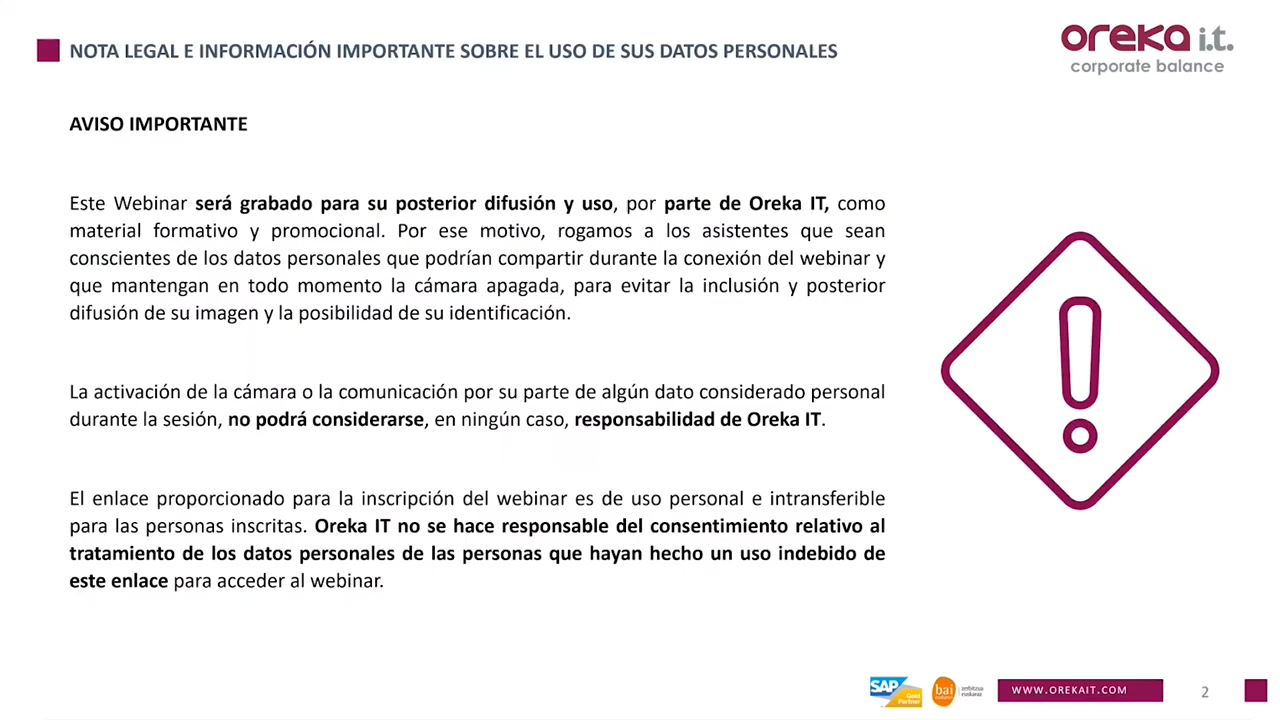 NOTA LEGAL E INFORMACIÓN IMPORTANTE SOBRE EL USO DE SUS DATOS PERSONALES
oreka i.t.
corporate balance
AVISO IMPORTANTE
Este Webinar será grabado para su posterior difusión y uso, por parte de Oreka IT, como
material formativo y promocional. Por ese motivo, rogamos a los asistentes que sean
conscientes de los datos personales que podrían compartir durante la conexión del webinar y
que mantengan en todo momento la cámara apagada, para evitar la inclusión y posterior
difusión de su imagen y la posibilidad de su identificación.
La activación de la cámara o la comunicación por su parte de algún dato considerado personal
durante la sesión, no podrá considerarse, en ningún caso, responsabilidad de Oreka IT.
El enlace proporcionado para la inscripción del webinar es de uso personal e intransferible
para las personas inscritas. Oreka IT no se hace responsable del consentimiento relativo al
tratamiento de los datos personales de las personas que hayan hecho un uso indebido de
este enlace para acceder al webinar.
SAP
Gold
Partner
bai
euskarari
zerbitzua
euskaraz
WWW.OREKAIT.COM
2